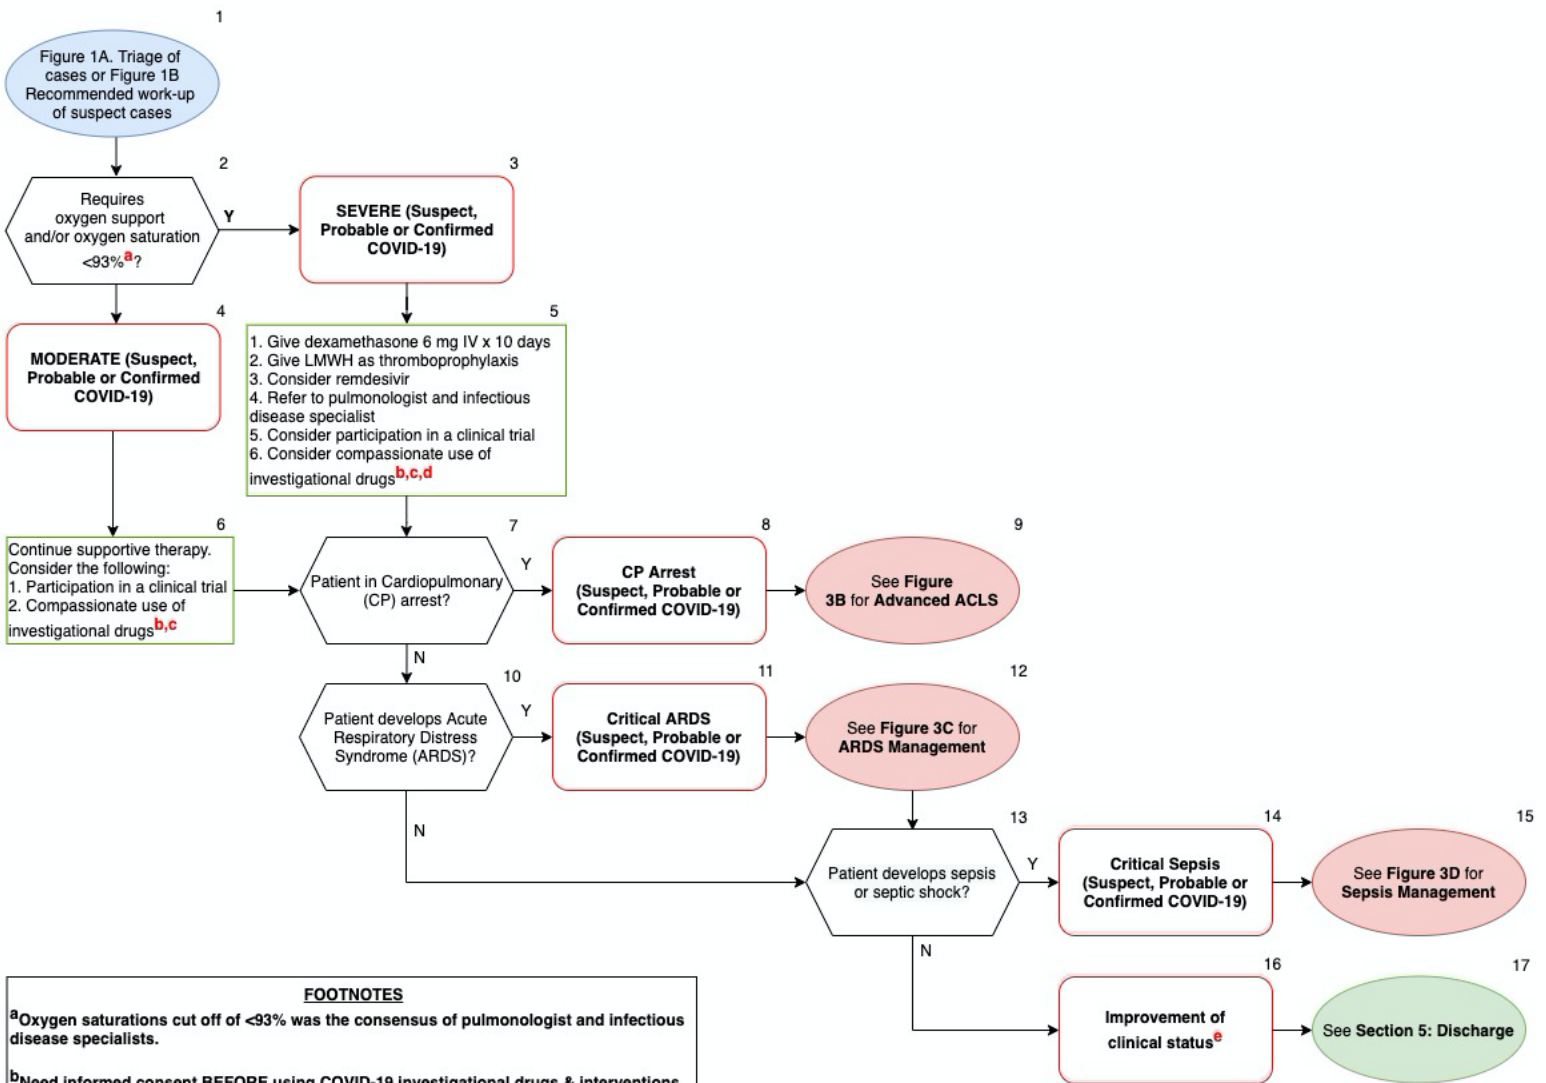 1
Figure 1A. Triage of
cases or Figure 1B
Recommended work-up
of suspect cases
2
Requires
oxygen support
and/or oxygen saturation
<93%a?
Y
3
SEVERE (Suspect,
Probable or Confirmed
COVID-19)
4
MODERATE (Suspect,
Probable or Confirmed
COVID-19)
5
1. Give dexamethasone 6 mg IV x 10 days
2. Give LMWH as thromboprophylaxis
3. Consider remdesivir
4. Refer to pulmonologist and infectious
disease specialist
5. Consider participation in a clinical trial
6. Consider compassionate use of
investigational drugsb,c,d
6
Continue supportive therapy.
Consider the following:
1. Participation in a clinical trial
2. Compassionate use of
investigational drugsb,c
7
Patient in Cardiopulmonary
(CP) arrest?
Y
8
CP Arrest
(Suspect, Probable or
Confirmed COVID-19)
9
See Figure
3B for Advanced ACLS
N
10
Patient develops Acute
Respiratory Distress
Syndrome (ARDS)?
Y
11
Critical ARDS
(Suspect, Probable or
Confirmed COVID-19)
12
See Figure 3C for
ARDS Management
N
13
Patient develops sepsis
or septic shock?
Y
14
Critical Sepsis
(Suspect, Probable or
Confirmed COVID-19)
15
See Figure 3D for
Sepsis Management
N
16
Improvement of
clinical statuse
17
See Section 5: Discharge
FOOTNOTES
aOxygen saturations cut off of <93% was the consensus of pulmonologist and infectious
disease specialists.
bNeed informed consent BEFORE using COVID-19 investigational drugs & interventions